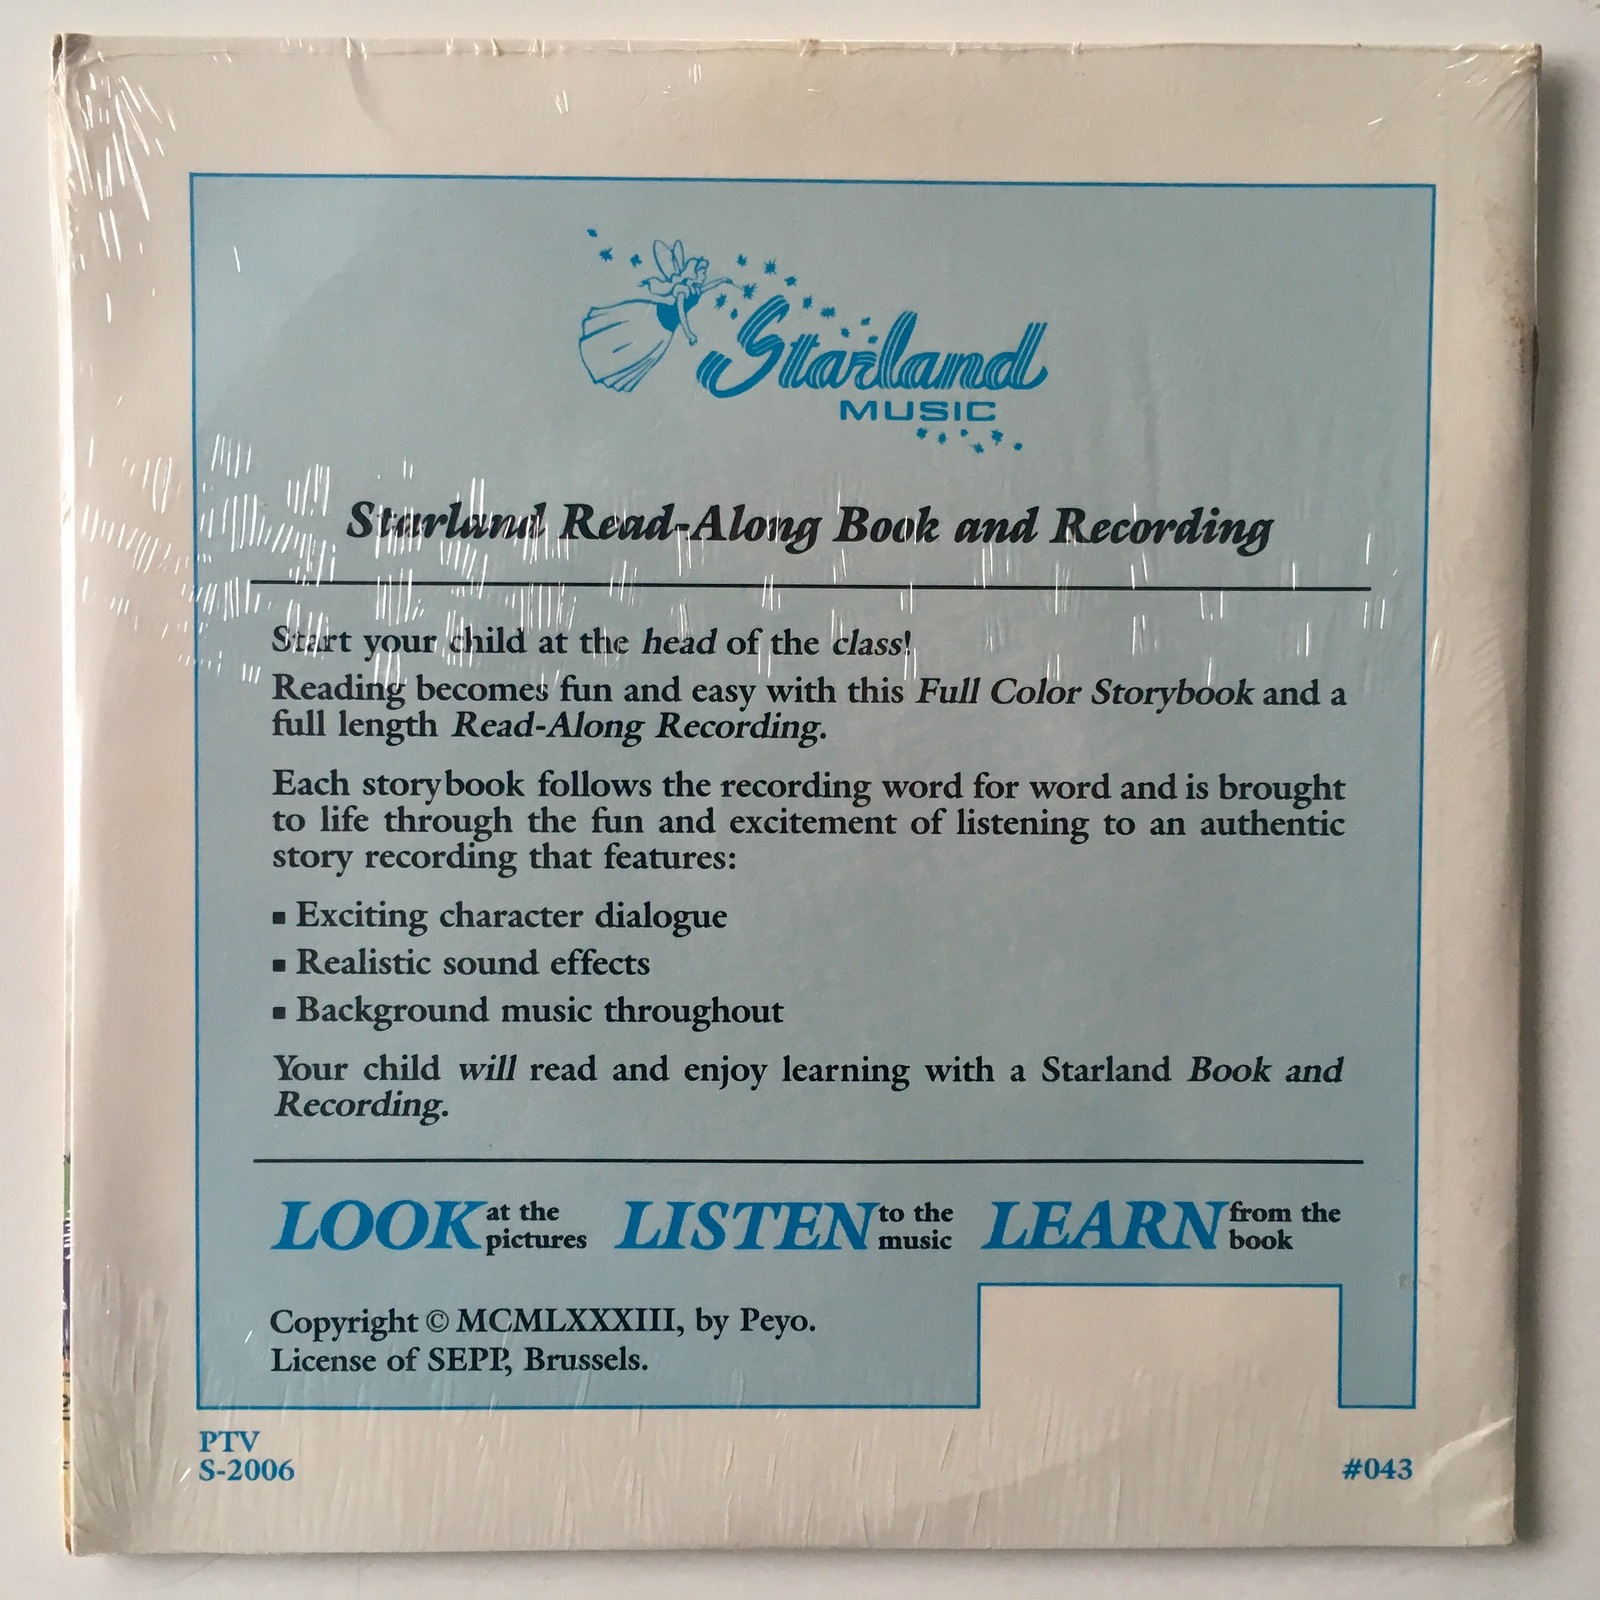 Starland
MUSIC
Starland Read-Along Book and Recording
Start your child at the head of the class!
Reading becomes fun and easy with this Full Color Storybook and a
full length Read-Along Recording.
Each storybook follows the recording word for word and is brought
to life through the fun and excitement of listening to an authentic
story recording that features:
▪ Exciting character dialogue
▪ Realistic sound effects
▪ Background music throughout
Your child will read and enjoy learning with a Starland Book and
Recording.
LOOK at the pictures LISTEN to the music LEARN from the book
Copyright © MCMLXXXIII, by Peyo.
License of SEPP, Brussels.
PTV
S-2006
#043